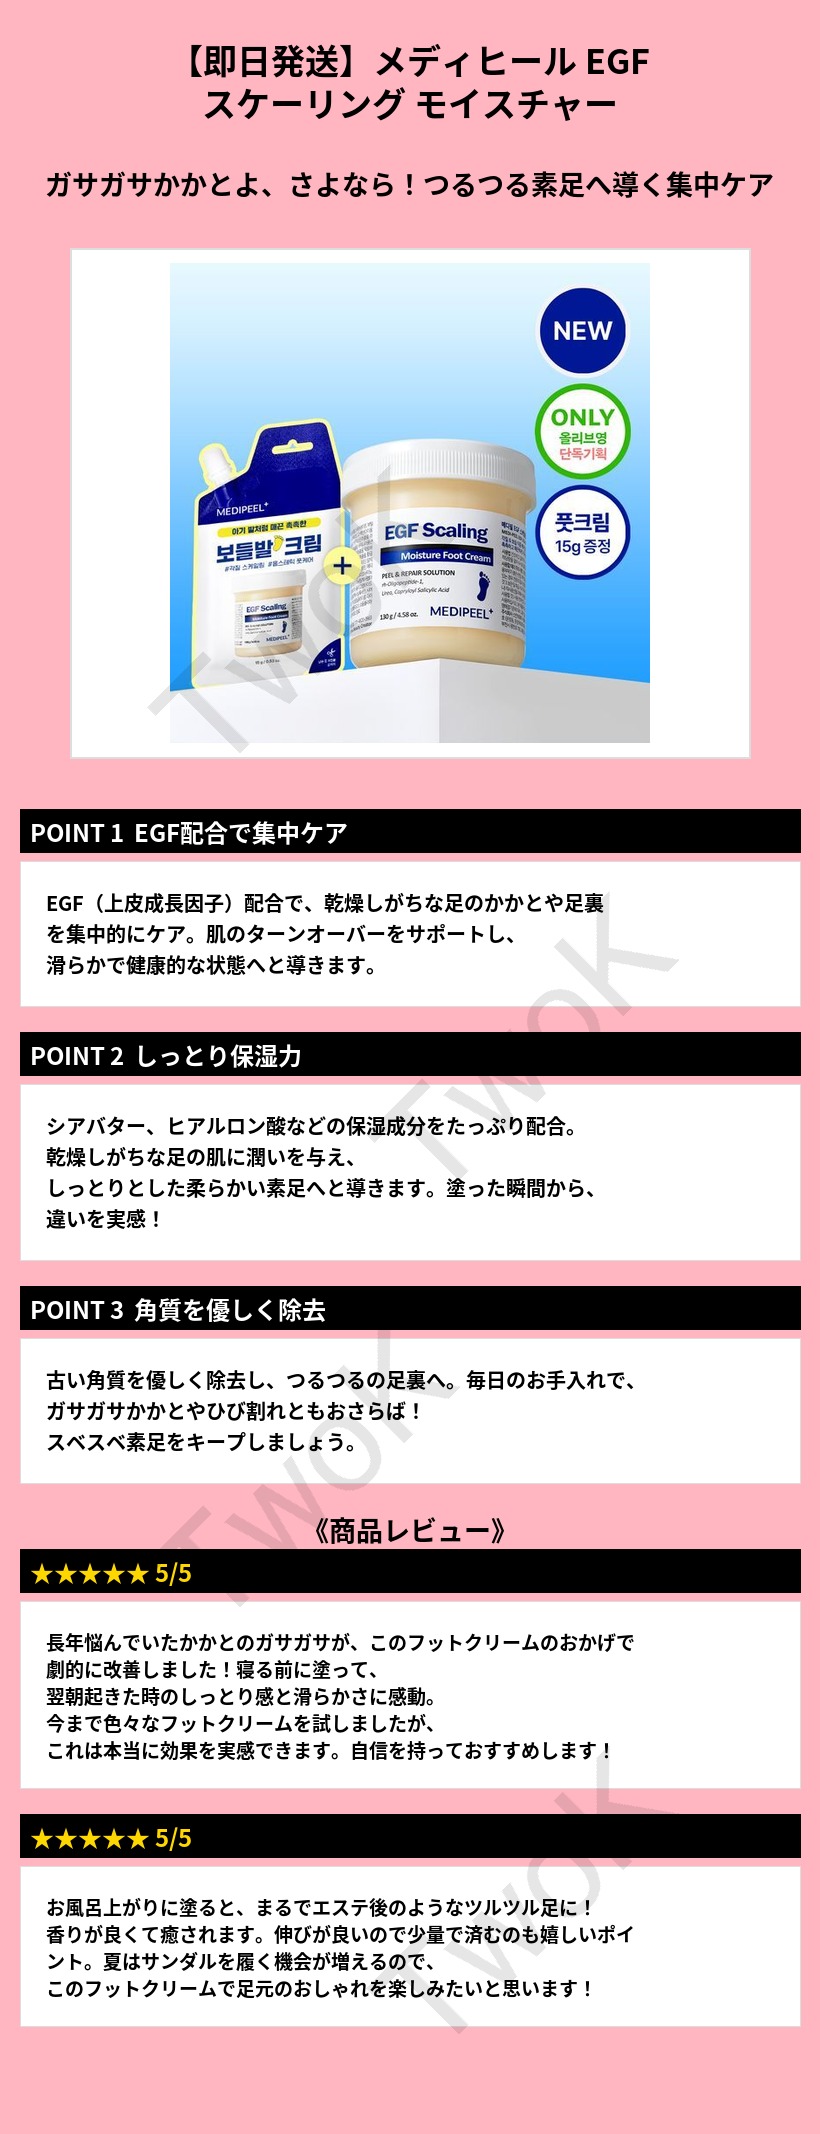 【即日発送】メディヒール EGF
スケーリング モイスチャー
ガサガサかかとよ、さよなら！つるつる素足へ導く集中ケア
NEW
ONLY
올리브영
단독기획
풋크림
15g 증정
MEDIPEEL+
아기 발처럼 매끈 촉촉한
보들발 크림
#각질 스케일링 #홈스테틱 풋케어
EGF Scaling
Moisture Foot Cream
+
EGF Scaling
Moisture Foot Cream
PEEL & REPAIR SOLUTION
rh-Oligopeptide-1,
Urea, Capryloyl Salicylic Acid
130 g / 4.58 oz.
MEDIPEEL+
POINT 1 EGF配合で集中ケア
EGF（上皮成長因子）配合で、乾燥しがちな足のかかとや足裏
を集中的にケア。肌のターンオーバーをサポートし、
滑らかで健康的な状態へと導きます。
POINT 2 しっとり保湿力
シアバター、ヒアルロン酸などの保湿成分をたっぷり配合。
乾燥しがちな足の肌に潤いを与え、
しっとりとした柔らかい素足へと導きます。塗った瞬間から、
違いを実感！
POINT 3 角質を優しく除去
古い角質を優しく除去し、つるつるの足裏へ。毎日のお手入れで、
ガサガサかかとやひび割れともおさらば！
スベスベ素足をキープしましょう。
《商品レビュー》
★★★★★ 5/5
長年悩んでいたかかとのガサガサが、このフットクリームのおかげで
劇的に改善しました！寝る前に塗って、
翌朝起きた時のしっとり感と滑らかさに感動。
今まで色々なフットクリームを試しましたが、
これは本当に効果を実感できます。自信を持っておすすめします！
★★★★★ 5/5
お風呂上がりに塗ると、まるでエステ後のようなツルツル足に！
香りが良くて癒されます。伸びが良いので少量で済むのも嬉しいポイ
ント。夏はサンダルを履く機会が増えるので、
このフットクリームで足元のおしゃれを楽しみたいと思います！
TwoK
TwoK
TwoK
TwoK